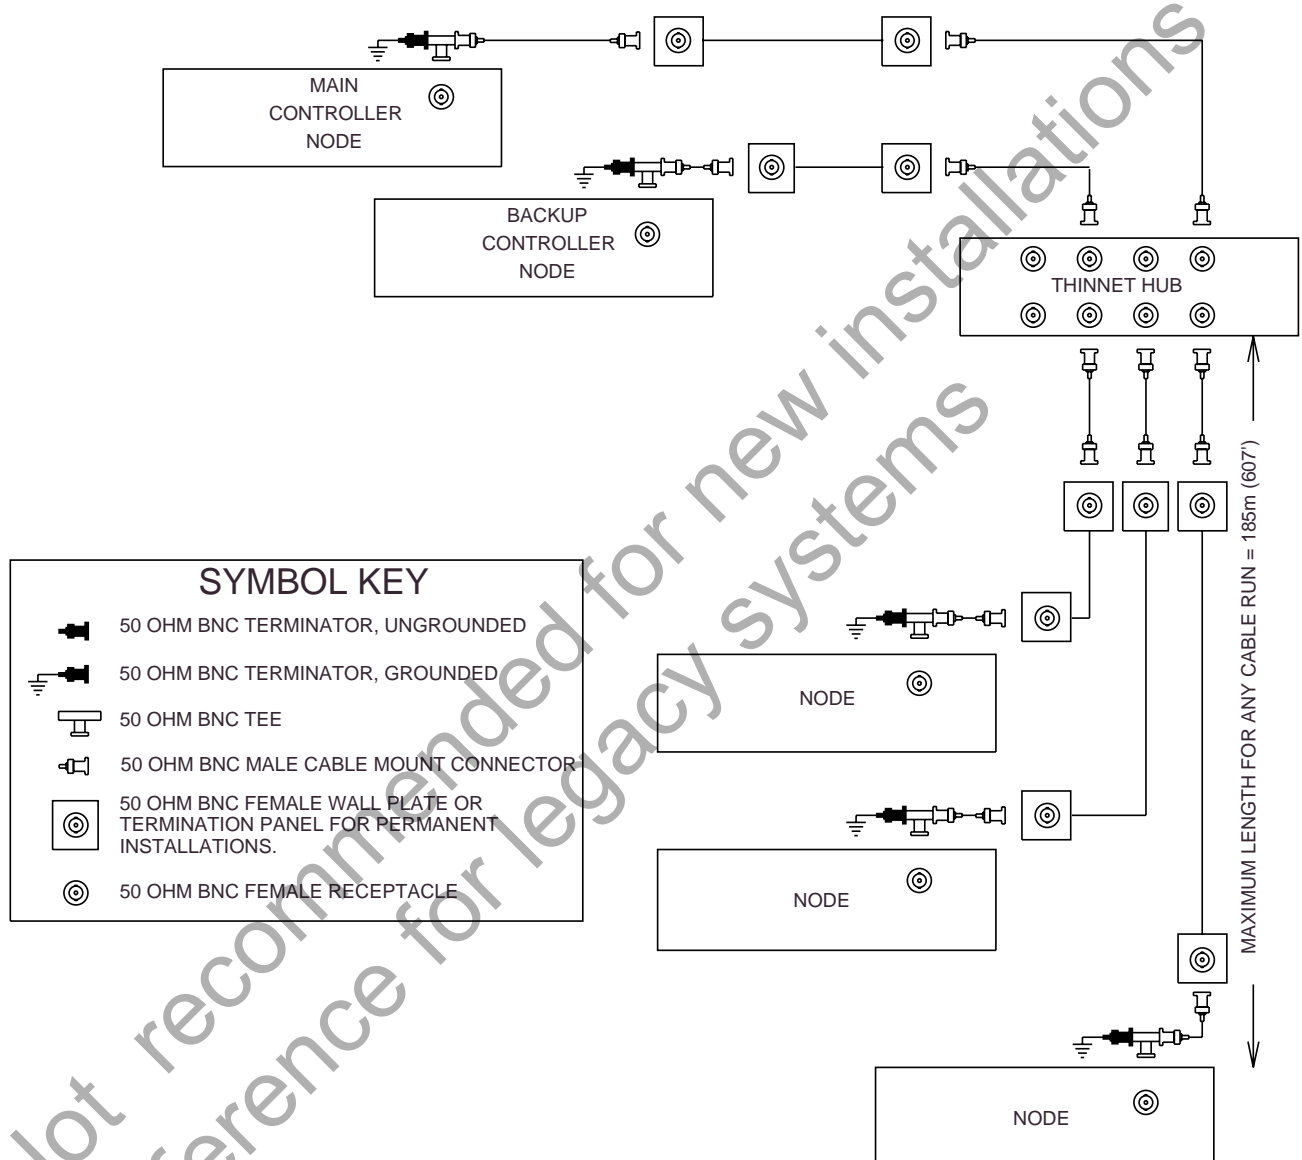 MAIN
CONTROLLER
NODE
BACKUP
CONTROLLER
NODE
THINNET HUB
MAXIMUM LENGTH FOR ANY CABLE RUN = 185m (607')
SYMBOL KEY
50 OHM BNC TERMINATOR, UNGROUNDED
50 OHM BNC TERMINATOR, GROUNDED
50 OHM BNC TEE
50 OHM BNC MALE CABLE MOUNT CONNECTOR
50 OHM BNC FEMALE WALL PLATE OR
TERMINATION PANEL FOR PERMANENT
INSTALLATIONS.
50 OHM BNC FEMALE RECEPTACLE
NODE
NODE
NODE
recommended for new installations
for legacy systems